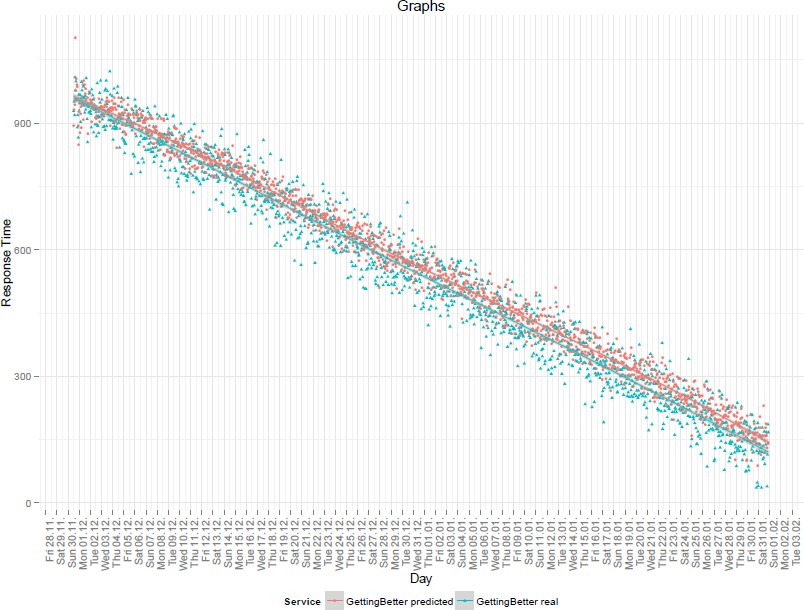 Graphs
Response Time
900
600
300
0
Fri 28.11.
Sat 29.11.
Sun 30.11.
Mon 01.12.
Tue 02.12.
Wed 03.12.
Thu 04.12.
Fri 05.12.
Sat 06.12.
Sun 07.12.
Mon 08.12.
Tue 09.12.
Wed 10.12.
Thu 11.12.
Fri 12.12.
Sat 13.12.
Sun 14.12.
Mon 15.12.
Tue 16.12.
Wed 17.12.
Thu 18.12.
Fri 19.12.
Sat 20.12.
Sun 21.12.
Mon 22.12.
Tue 23.12.
Wed 24.12.
Thu 25.12.
Fri 26.12.
Sat 27.12.
Sun 28.12.
Mon 29.12.
Tue 30.12.
Wed 31.12.
Thu 01.01.
Fri 02.01.
Sat 03.01.
Sun 04.01.
Mon 05.01.
Tue 06.01.
Wed 07.01.
Thu 08.01.
Fri 09.01.
Sat 10.01.
Sun 11.01.
Mon 12.01.
Tue 13.01.
Wed 14.01.
Thu 15.01.
Fri 16.01.
Sat 17.01.
Sun 18.01.
Mon 19.01.
Tue 20.01.
Wed 21.01.
Thu 22.01.
Fri 23.01.
Sat 24.01.
Sun 25.01.
Mon 26.01.
Tue 27.01.
Wed 28.01.
Thu 29.01.
Fri 30.01.
Sat 31.01.
Sun 01.02.
Mon 02.02.
Tue 03.02.
Day
Service GettingBetter predicted GettingBetter real